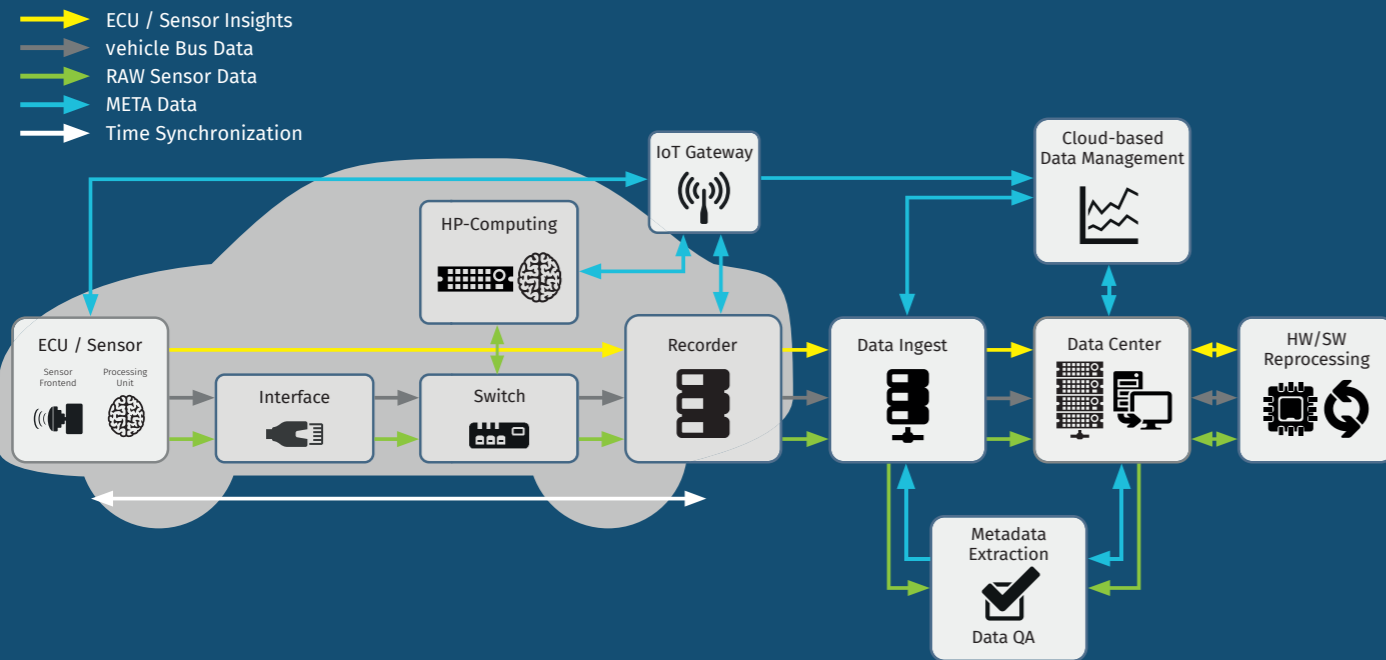 ECU / Sensor Insights
vehicle Bus Data
RAW Sensor Data
META Data
Time Synchronization
IoT Gateway
Cloud-based
Data Management
HP-Computing
ECU / Sensor
Sensor
Frontend
Processing
Unit
Interface
Switch
Recorder
Data Ingest
Data Center
HW/SW
Reprocessing
Metadata
Extraction
Data QA